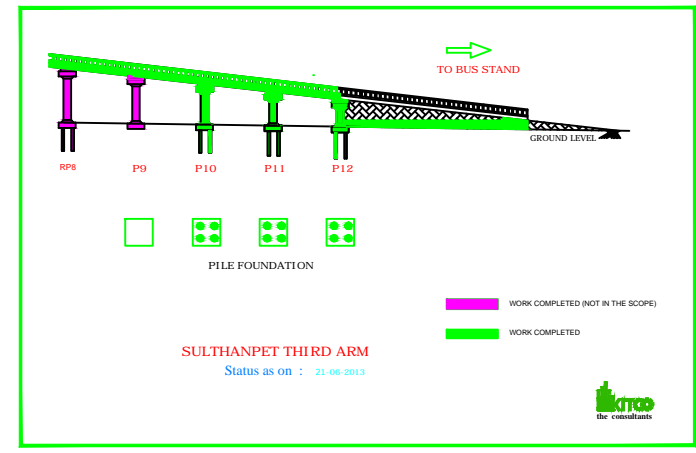 TO BUS STAND
GROUND LEVEL
RP8 P9 P10 P11 P12
PILE FOUNDATION
WORK COMPLETED (NOT IN THE SCOPE)
WORK COMPLETED
SULTHANPET THIRD ARM
Status as on : 21-06-2013
KITCO
the consultants